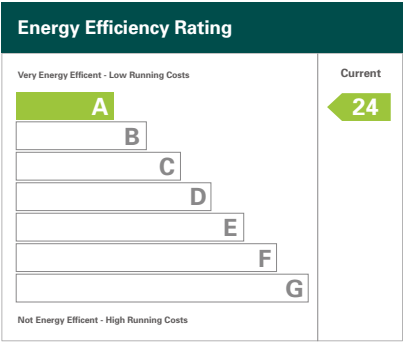 Energy Efficiency Rating
Very Energy Efficent - Low Running Costs
Current
A
24
B
C
D
E
F
G
Not Energy Efficent - High Running Costs